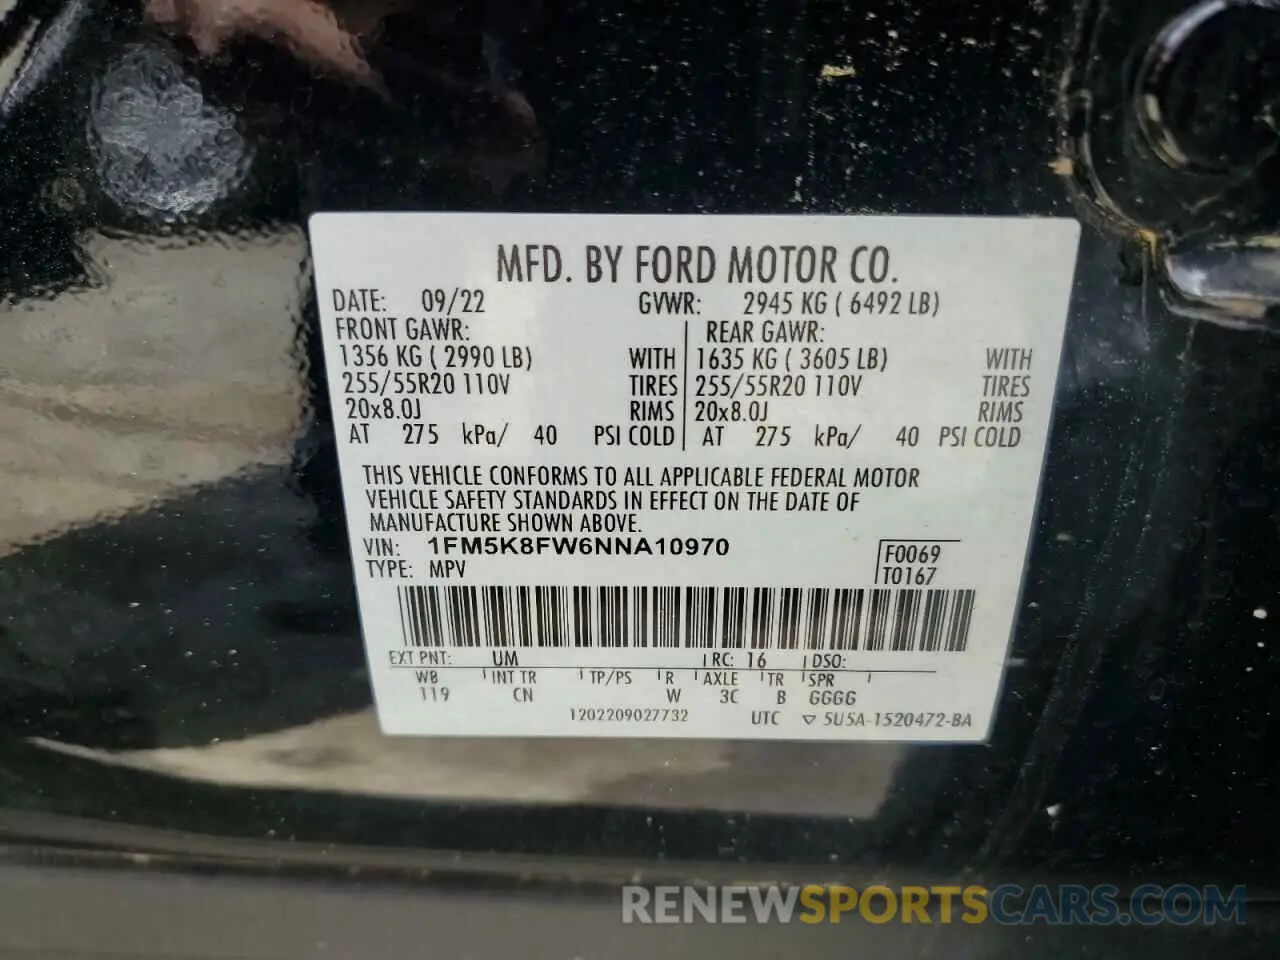 MFD. BY FORD MOTOR CO.
DATE: 09/22 GVWR: 2945 KG ( 6492 LB)
FRONT GAWR: REAR GAWR:
1356 KG ( 2990 LB) WITH 1635 KG ( 3605 LB) WITH
255/55R20 110V TIRES 255/55R20 110V TIRES
20x8.0J RIMS 20x8.0J RIMS
AT 275 kPa/ 40 PSI COLD AT 275 kPa/ 40 PSI COLD
THIS VEHICLE CONFORMS TO ALL APPLICABLE FEDERAL MOTOR
VEHICLE SAFETY STANDARDS IN EFFECT ON THE DATE OF
MANUFACTURE SHOWN ABOVE.
VIN: 1FM5K8FW6NNA10970 F0069
TYPE: MPV T0167
EXT PNT: UM RC: 16 DSO:
WB INT TR TP/PS R AXLE TR SPR
119 CN W 3C B GGGG
1202209027732 UTC ▽ 5U5A-1520472-BA
RENEWSPORTSCARS.COM